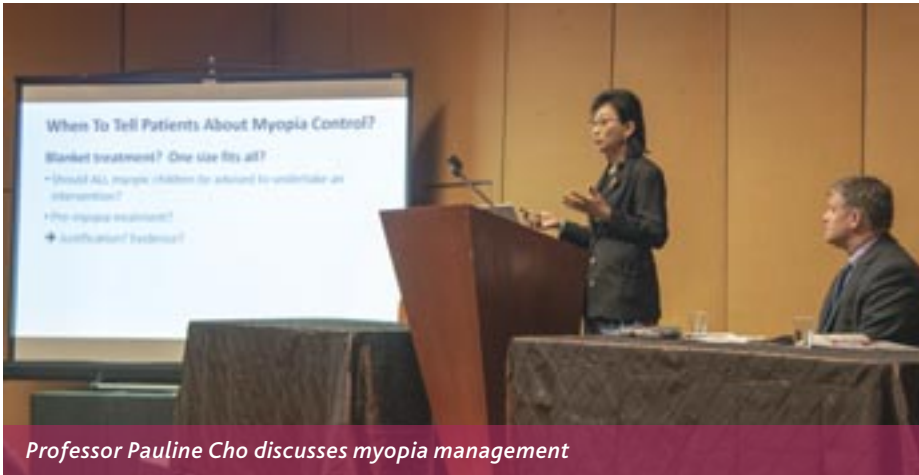 When To Tell Patients About Myopia Control?
Blanket treatment? One size fits all?
• Should ALL myopic children be advised to undertake an
intervention?
• Pre-myopia treatment?
Justification? Evidence?
Professor Pauline Cho discusses myopia management